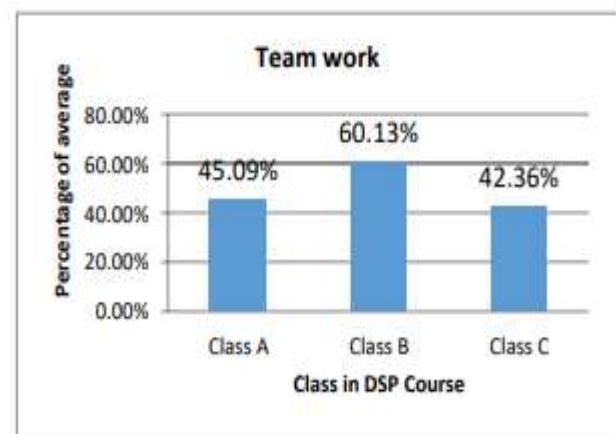 Team work
Percentage of average
80.00%
60.00%
40.00%
20.00%
0.00%
45.09%
60.13%
42.36%
Class A
Class B
Class C
Class in DSP Course